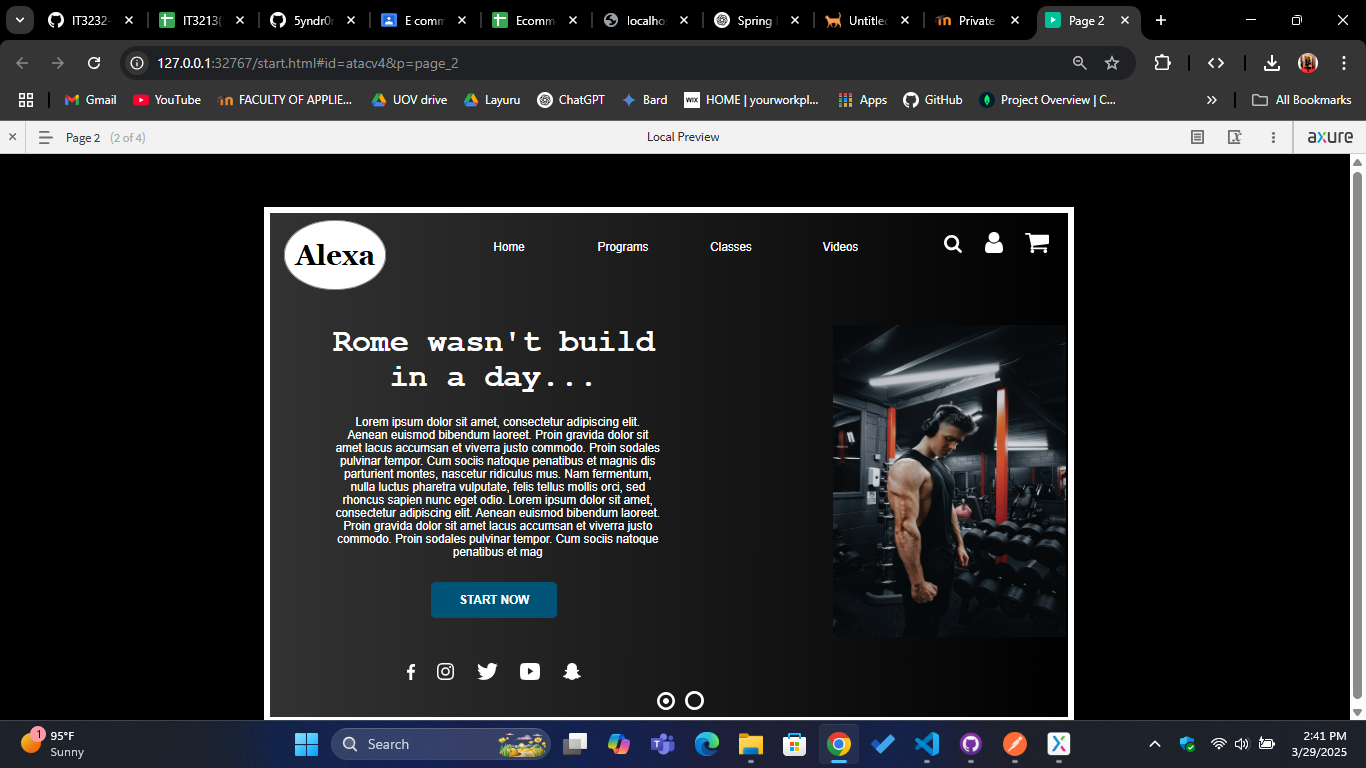 IT3232-
IT3213(
5yndr0r
E comm
Ecomm
localho
Spring
Untitle
Private
Page 2
127.0.0.1:32767/start.html#id=atacv4&p=page_2
Gmail
YouTube
FACULTY OF APPLIE...
UOV drive
Layuru
ChatGPT
Bard
WIX
HOME | yourworkpl...
Apps
GitHub
Project Overview | C...
»
All Bookmarks
Page 2 (2 of 4)
Local Preview
axure
Alexa
Home
Programs
Classes
Videos
Rome wasn't build
in a day...
Lorem ipsum dolor sit amet, consectetur adipiscing elit.
Aenean euismod bibendum laoreet. Proin gravida dolor sit
amet lacus accumsan et viverra justo commodo. Proin sodales
pulvinar tempor. Cum sociis natoque penatibus et magnis dis
parturient montes, nascetur ridiculus mus. Nam fermentum,
nulla luctus pharetra vulputate, felis tellus mollis orci, sed
rhoncus sapien nunc eget odio. Lorem ipsum dolor sit amet,
consectetur adipiscing elit. Aenean euismod bibendum laoreet.
Proin gravida dolor sit amet lacus accumsan et viverra justo
commodo. Proin sodales pulvinar tempor. Cum sociis natoque
penatibus et mag
START NOW
1
95°F
Sunny
Search
2:41 PM
3/29/2025